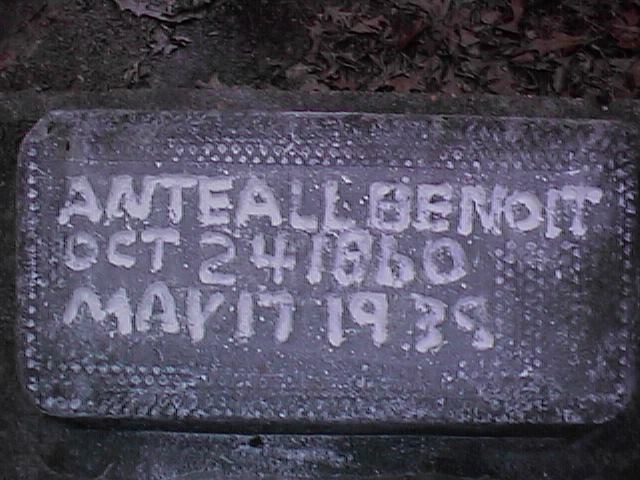 ANTEALL BENOIT
OCT 24 1860
MAY 17